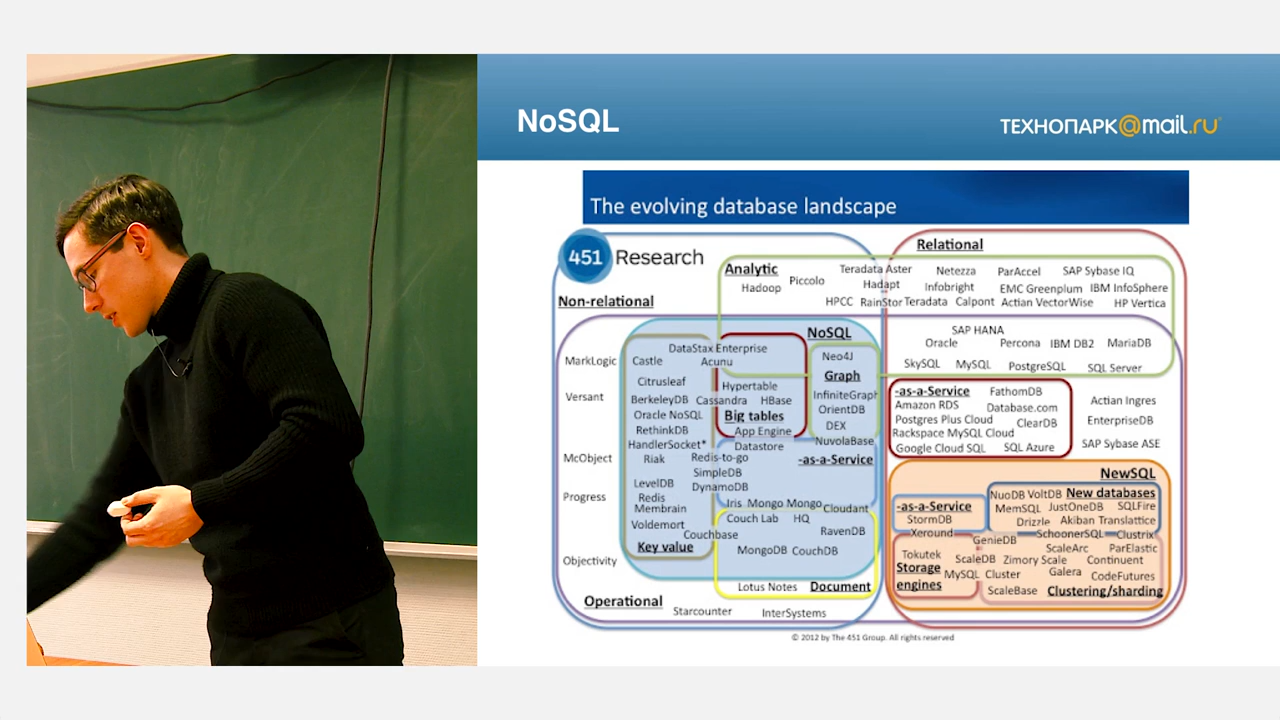 NoSQL
ТЕХНОПАРК@mail.ru
The evolving database landscape
451 Research
Relational
Analytic
Hadoop
Piccolo
Teradata Aster
Hadapt
HPCC
RainStor
Netezza
ParAccel
SAP Sybase IQ
Infobright
EMC Greenplum
IBM InfoSphere
Teradata
Calpont
Actian VectorWise
HP Vertica
Non-relational
NoSQL
SAP HANA
Oracle
Percona
IBM DB2
MariaDB
SkySQL
MySQL
PostgreSQL
SQL Server
MarkLogic
Versant
McObject
Progress
Objectivity
DataStax Enterprise
Castle
Acunu
Citrusleaf
Hypertable
BerkeleyDB
Cassandra
HBase
Oracle NoSQL
Big tables
RethinkDB
App Engine
HandlerSocket*
Datastore
Riak
Redis-to-go
-as-a-Service
SimpleDB
LevelDB
DynamoDB
Redis
Iris
Mongo
Mongo
Membrain
Couch
Lab
HQ
Cloudant
Voldemort
Couchbase
RavenDB
Key value
MongoDB
CouchDB
Neo4J
Graph
InfiniteGraph
OrientDB
DEX
NuvolaBase
Lotus Notes
Document
Operational
Starcounter
InterSystems
-as-a-Service
FathomDB
Amazon RDS
Database.com
Postgres Plus Cloud
ClearDB
Rackspace MySQL Cloud
Google Cloud SQL
SQL Azure
Actian Ingres
EnterpriseDB
SAP Sybase ASE
NewSQL
-as-a-Service
StormDB
Xeround
NuoDB
VoltDB
New databases
MemSQL
JustOneDB
SQLFire
Drizzle
Akiban
Translattice
SchoonerSQL
Clustrix
GenieDB
ScaleArc
ParElastic
Tokutek
ScaleDB
Zimory Scale
Continuent
Storage
engines
MySQL Cluster
Galera
CodeFutures
ScaleBase
Clustering/sharding
© 2012 by The 451 Group. All rights reserved